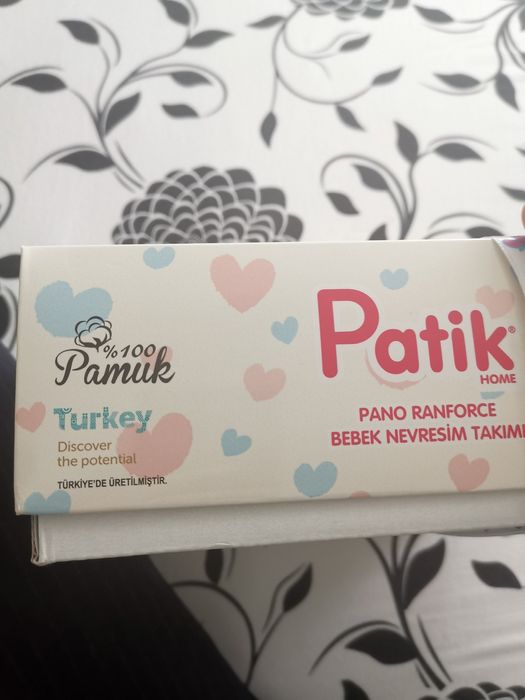 %100
Pamuk
Turkey
Discover
the potential
TÜRKİYE'DE ÜRETİLMİŞTİR.
Patik®
HOME
PANO RANFORCE
BEBEK NEVRESİM TAKIMI